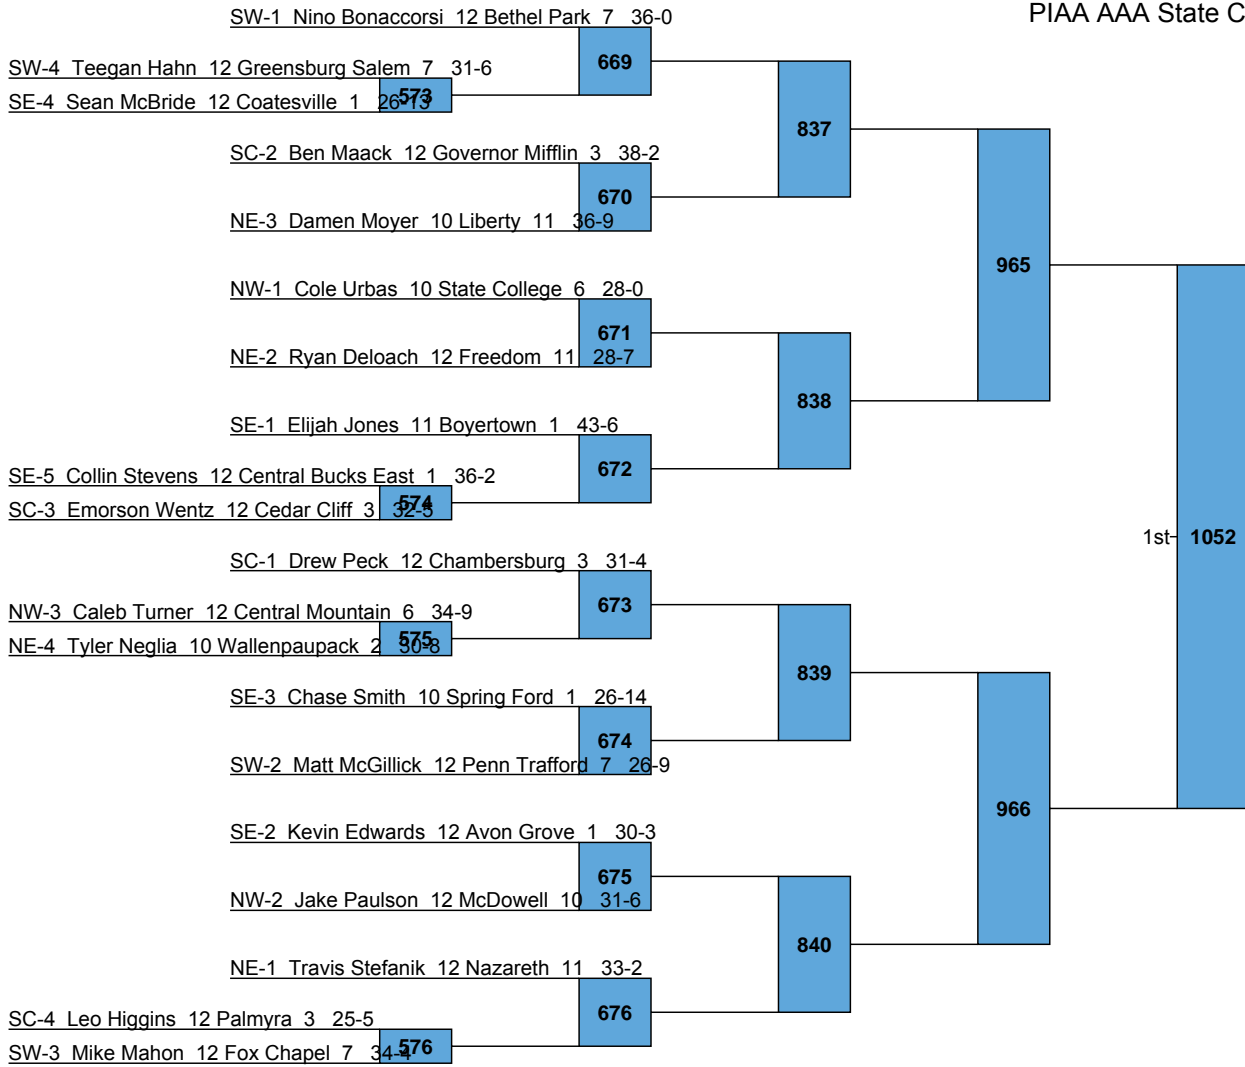 PIAA AAA State C
SW-1 Nino Bonaccorsi 12 Bethel Park 7 36-0
669
SW-4 Teegan Hahn 12 Greensburg Salem 7 31-6
573
SE-4 Sean McBride 12 Coatesville 1 26-13
837
SC-2 Ben Maack 12 Governor Mifflin 3 38-2
670
NE-3 Damen Moyer 10 Liberty 11 36-9
965
NW-1 Cole Urbas 10 State College 6 28-0
671
NE-2 Ryan Deloach 12 Freedom 11 28-7
838
SE-1 Elijah Jones 11 Boyertown 1 43-6
672
SE-5 Collin Stevens 12 Central Bucks East 1 36-2
574
SC-3 Emorson Wentz 12 Cedar Cliff 3 32-5
1st 1052
SC-1 Drew Peck 12 Chambersburg 3 31-4
673
NW-3 Caleb Turner 12 Central Mountain 6 34-9
575
NE-4 Tyler Neglia 10 Wallenpaupack 2 30-8
839
SE-3 Chase Smith 10 Spring Ford 1 26-14
674
SW-2 Matt McGillick 12 Penn Trafford 7 26-9
966
SE-2 Kevin Edwards 12 Avon Grove 1 30-3
675
NW-2 Jake Paulson 12 McDowell 10 31-6
840
NE-1 Travis Stefanik 12 Nazareth 11 33-2
676
SC-4 Leo Higgins 12 Palmyra 3 25-5
576
SW-3 Mike Mahon 12 Fox Chapel 7 34-4